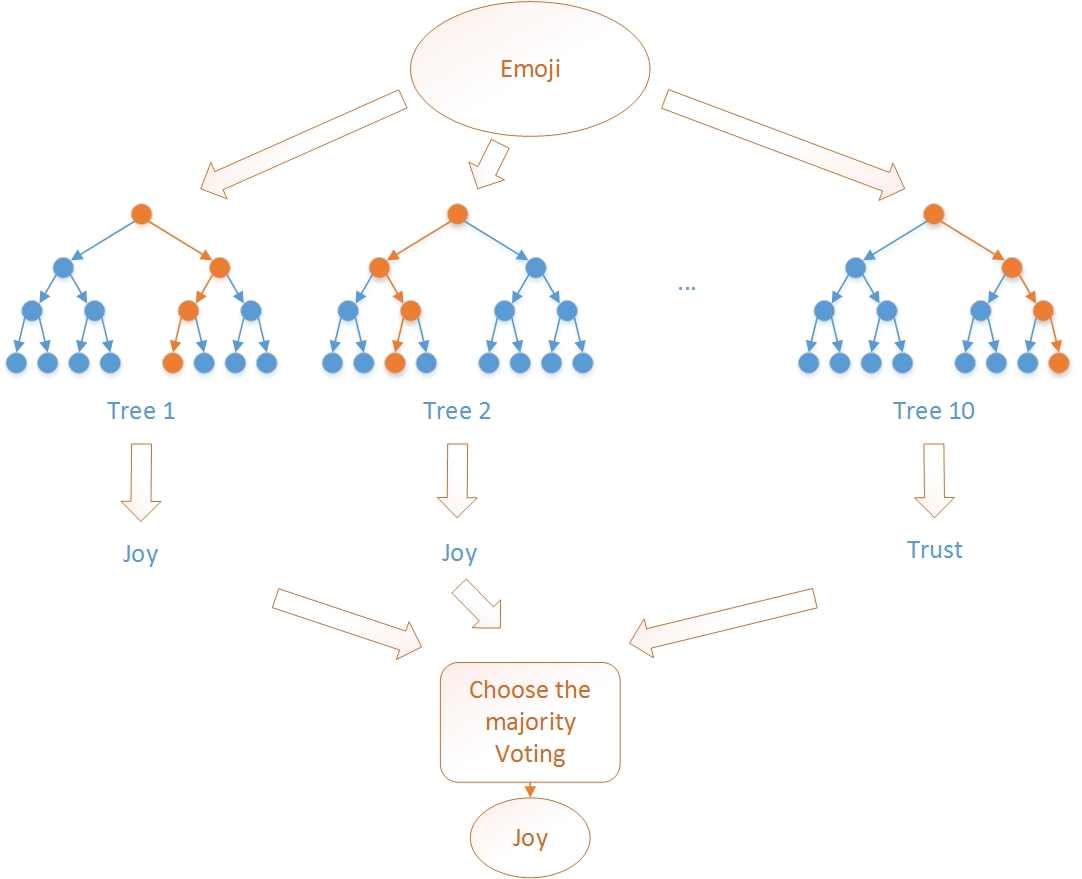 Emoji
...
Tree 1
Tree 2
Tree 10
Joy
Joy
Trust
Choose the
majority
Voting
Joy